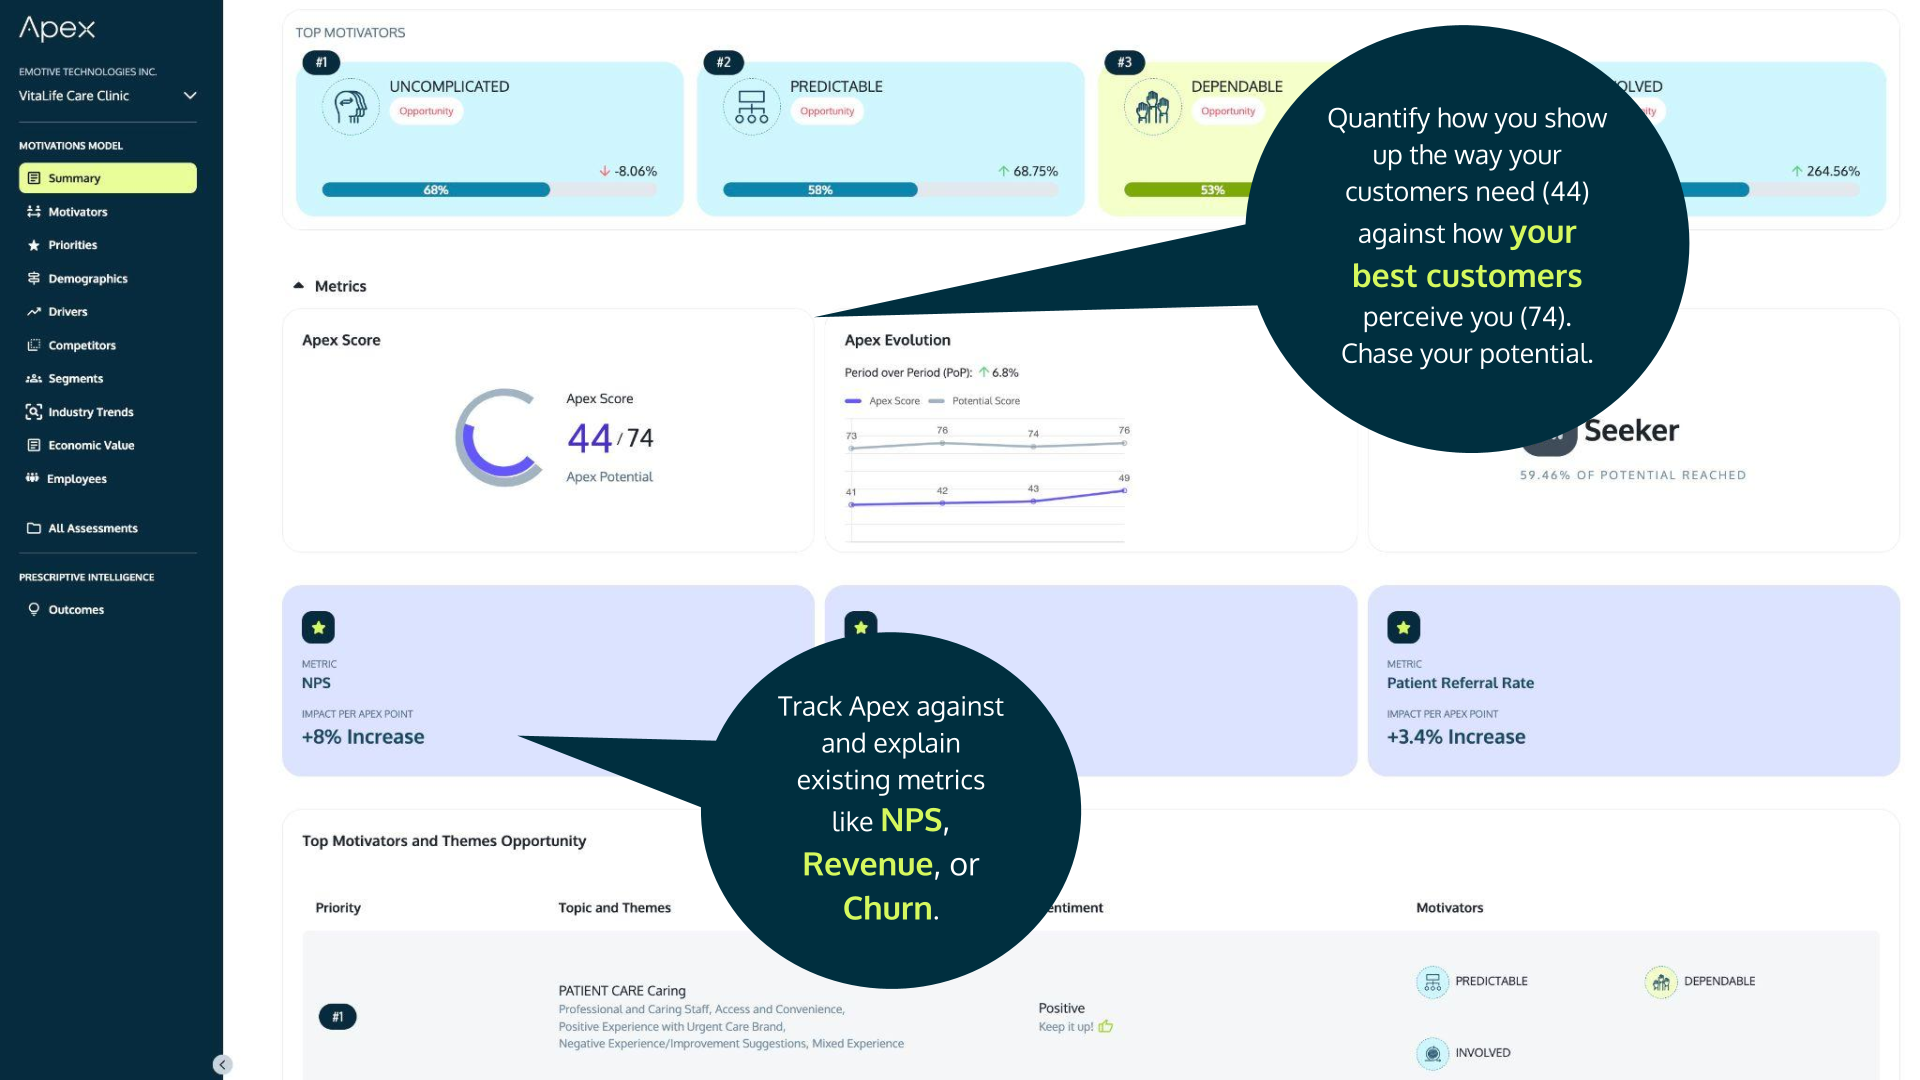 Apex
EMOTIVE TECHNOLOGIES INC.
VitaLife Care Clinic
MOTIVATIONS MODEL
Summary
Motivators
Priorities
Demographics
Drivers
Competitors
Segments
Industry Trends
Economic Value
Employees
All Assessments
PRESCRIPTIVE INTELLIGENCE
Outcomes
TOP MOTIVATORS
#1
UNCOMPLICATED
Opportunity
-8.06%
68%
#2
PREDICTABLE
Opportunity
68.75%
58%
#3
DEPENDABLE
Opportunity
53%
OLVED
ity
264.56%
Quantify how you show
up the way your
customers need (44)
against how your
best customers
perceive you (74).
Chase your potential.
Metrics
Apex Score
Apex Score
44 / 74
Apex Potential
Apex Evolution
Period over Period (PoP): 6.8%
Apex Score Potential Score
73 76 74 76
41 42 43 49
Seeker
59.46% OF POTENTIAL REACHED
METRIC
NPS
IMPACT PER APEX POINT
+8% Increase
METRIC
Patient Referral Rate
IMPACT PER APEX POINT
+3.4% Increase
Track Apex against
and explain
existing metrics
like NPS,
Revenue, or
Churn.
Top Motivators and Themes Opportunity
Priority Topic and Themes entiment Motivators
#1
PATIENT CARE Caring
Professional and Caring Staff, Access and Convenience,
Positive Experience with Urgent Care Brand,
Negative Experience/Improvement Suggestions, Mixed Experience
Positive
Keep it up!
PREDICTABLE
DEPENDABLE
INVOLVED